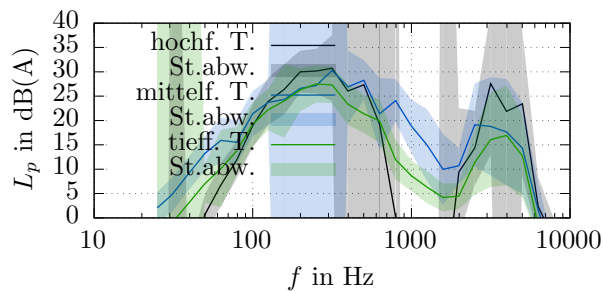 40
35
30
25
20
15
10
5
0
L_p in dB(A)
hochf. T.
St.abw.
mittelf. T.
St.abw.
tieff. T.
St.abw.
10 100 1000 10000
f in Hz